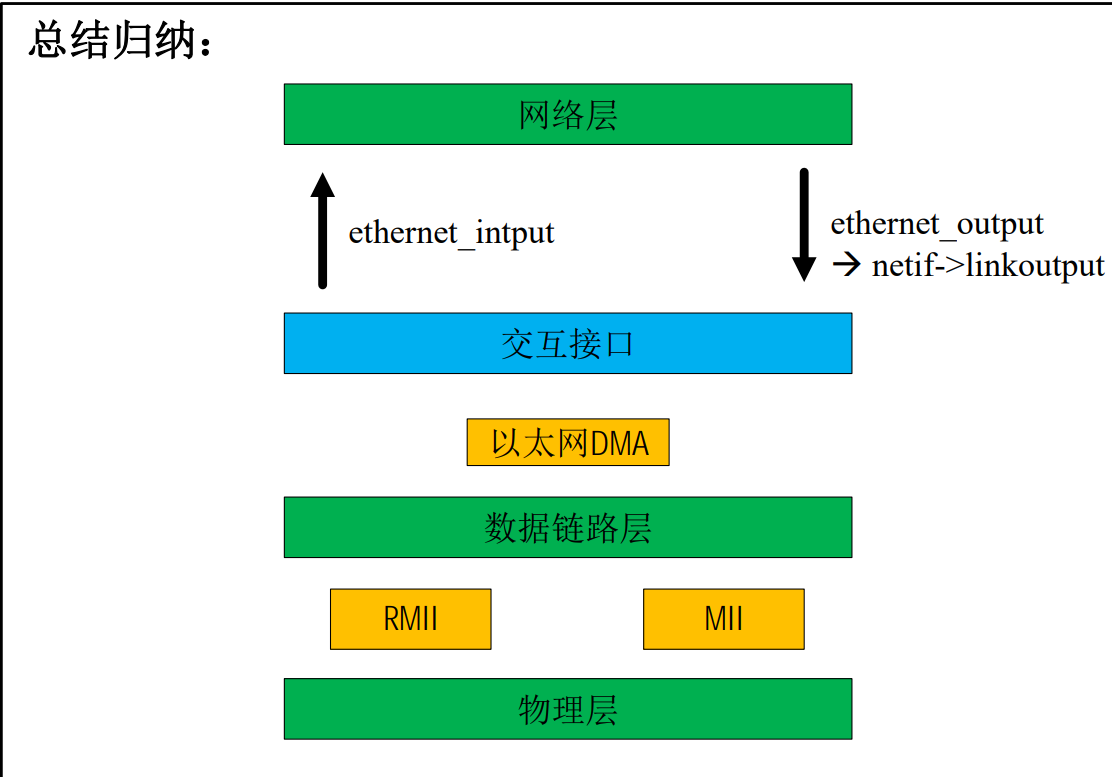 总结归纳：
网络层
ethernet_intput
ethernet_output
→ netif->linkoutput
交互接口
以太网DMA
数据链路层
RMII
MII
物理层